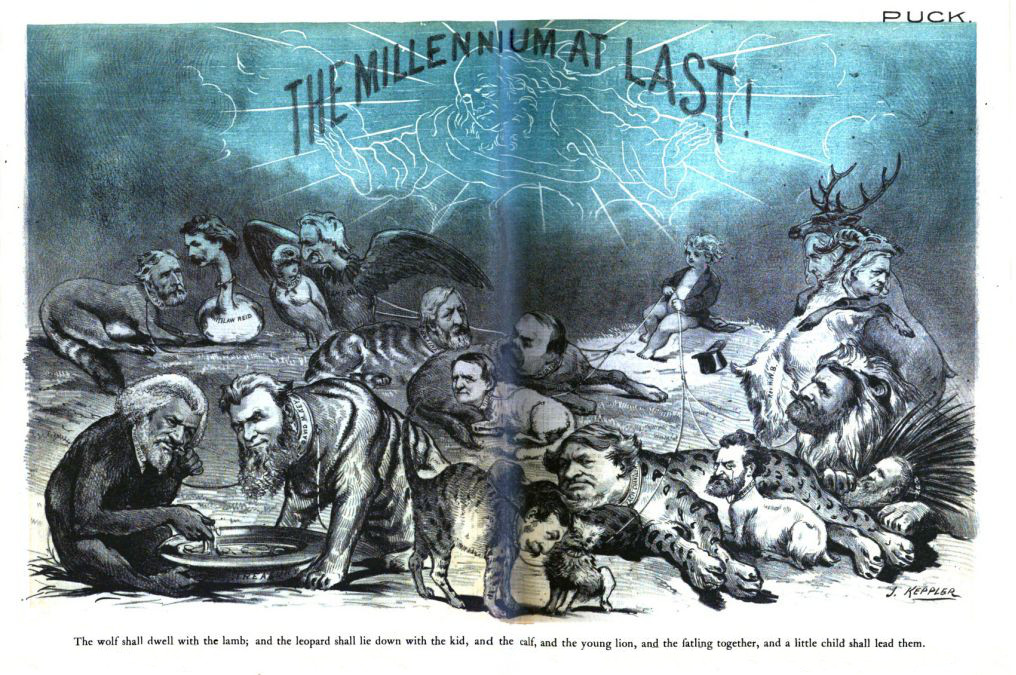 PUCK.
THE MILLENNIUM AT LAST!
J. KEPPLER
The wolf shall dwell with the lamb; and the leopard shall lie down with the kid, and the calf, and the young lion, and the fatling together, and a little child shall lead them.